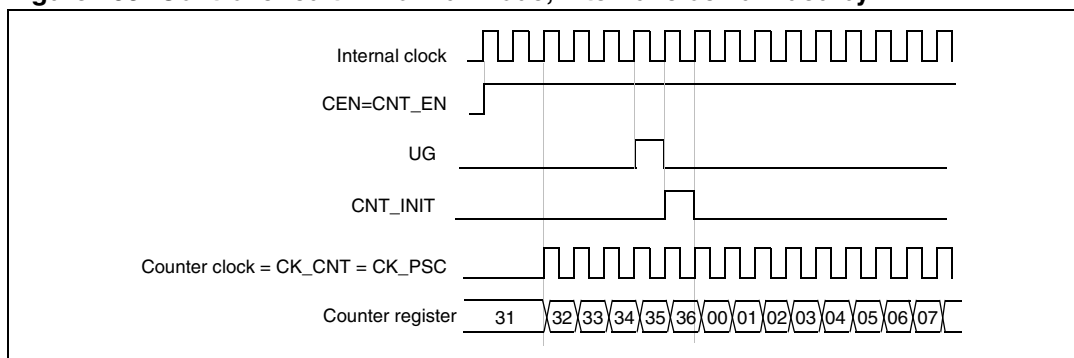 Internal clock
CEN=CNT_EN
UG
CNT_INIT
Counter clock = CK_CNT = CK_PSC
Counter register 31 32 33 34 35 36 00 01 02 03 04 05 06 07